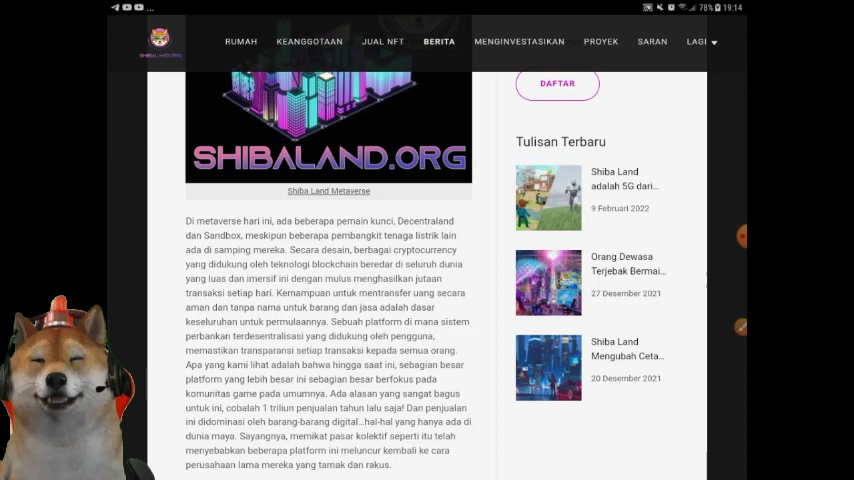 78% 19:14
SHIBALAND.ORG
RUMAH KEANGGOTAAN JUAL NFT BERITA MENGINVESTASIKAN PROYEK SARAN LAGI
SHIBALAND.ORG
Shiba Land Metaverse
Di metaverse hari ini, ada beberapa pemain kunci, Decentraland
dan Sandbox, meskipun beberapa pembangkit tenaga listrik lain
ada di samping mereka. Secara desain, berbagai cryptocurrency
yang didukung oleh teknologi blockchain beredar di seluruh dunia
yang luas dan imersif ini dengan mulus menghasilkan jutaan
transaksi setiap hari. Kemampuan untuk mentransfer uang secara
aman dan tanpa nama untuk barang dan jasa adalah dasar
keseluruhan untuk permulaannya. Sebuah platform di mana sistem
perbankan terdesentralisasi yang didukung oleh pengguna,
memastikan transparansi setiap transaksi kepada semua orang.
Apa yang kami lihat adalah bahwa hingga saat ini, sebagian besar
platform yang lebih besar ini sebagian besar berfokus pada
komunitas game pada umumnya. Ada alasan yang sangat bagus
untuk ini, cobalah 1 triliun penjualan tahun lalu saja! Dan penjualan
ini didominasi oleh barang-barang digital...hal-hal yang hanya ada di
dunia maya. Sayangnya, memikat pasar kolektif seperti itu telah
menyebabkan beberapa platform ini meluncur kembali ke cara
perusahaan lama mereka yang tamak dan rakus.
DAFTAR
Tulisan Terbaru
Shiba Land
adalah 5G dari...
9 Februari 2022
Orang Dewasa
Terjebak Bermai...
27 Desember 2021
Shiba Land
Mengubah Ceta...
20 Desember 2021